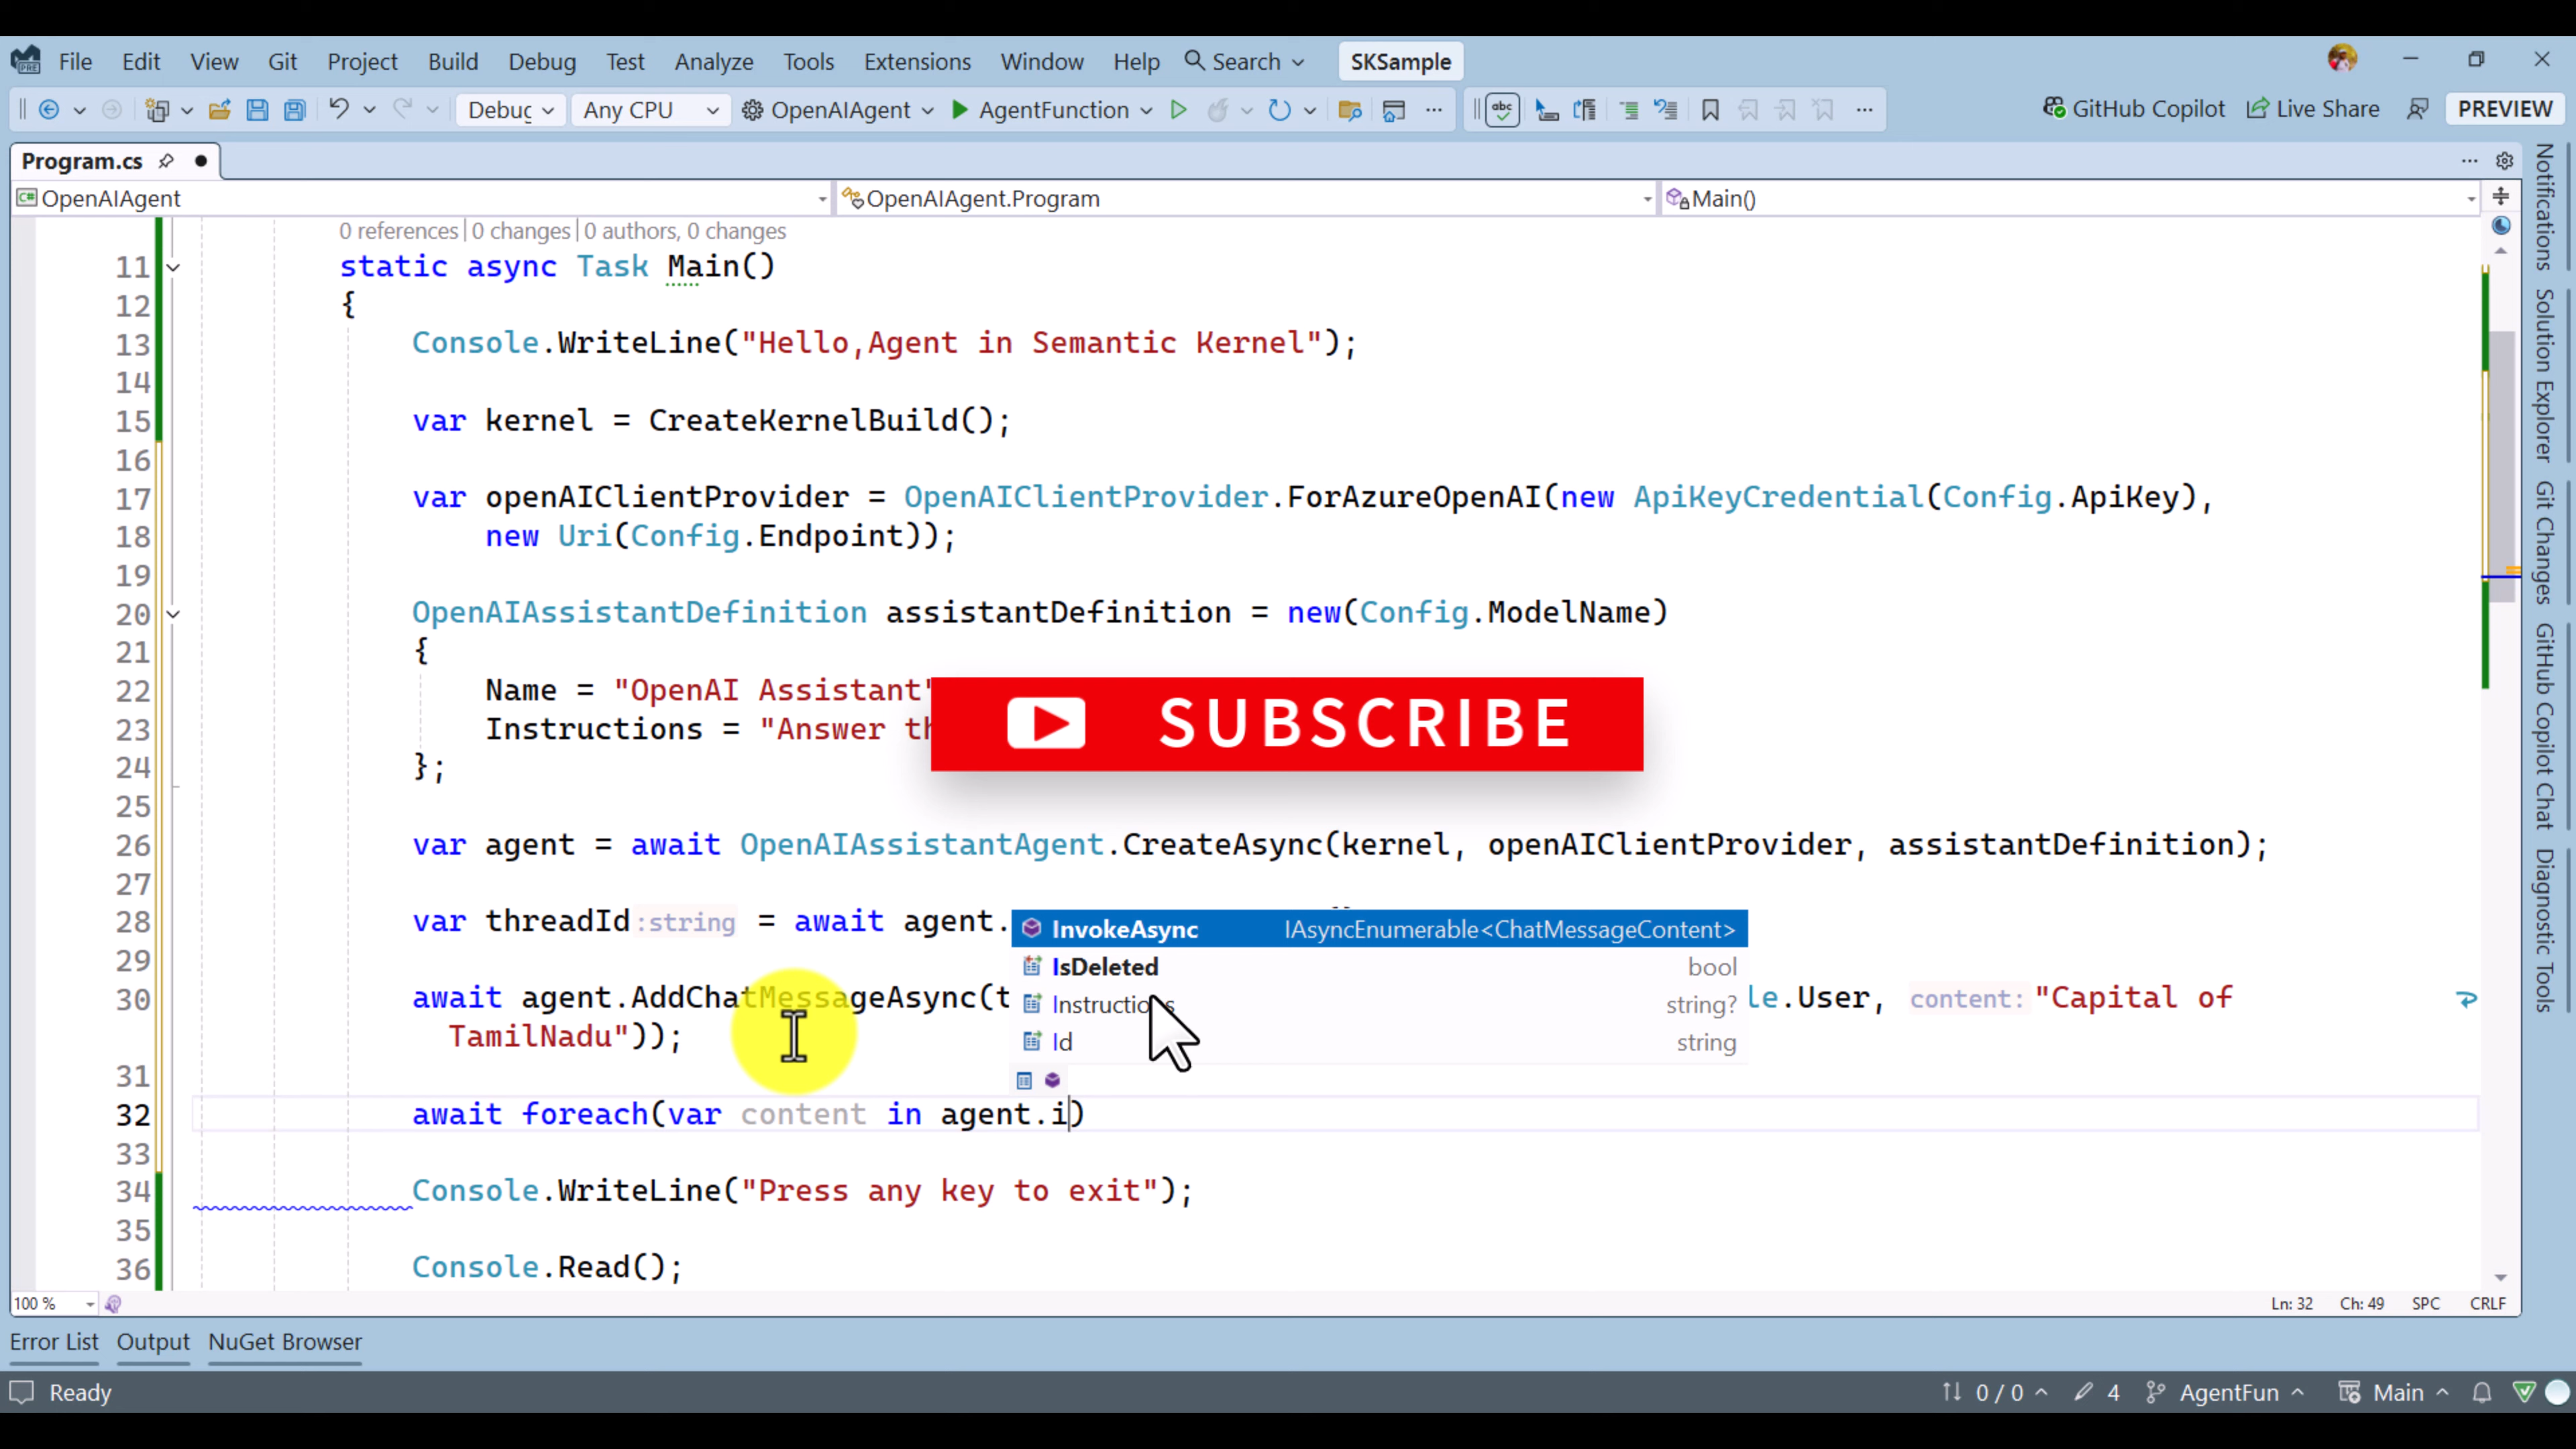 File Edit View Git Project Build Debug Test Analyze Tools Extensions Window Help Search SKSample
Debug Any CPU OpenAIAgent AgentFunction GitHub Copilot Live Share PREVIEW
Program.cs
OpenAIAgent OpenAIAgent.Program Main()
0 references | 0 changes | 0 authors, 0 changes
11 static async Task Main()
12 {
13 Console.WriteLine("Hello,Agent in Semantic Kernel");
14
15 var kernel = CreateKernelBuild();
16
17 var openAIClientProvider = OpenAIClientProvider.ForAzureOpenAI(new ApiKeyCredential(Config.ApiKey),
18 new Uri(Config.Endpoint));
19
20 OpenAIAssistantDefinition assistantDefinition = new(Config.ModelName)
21 {
22 Name = "OpenAI Assistant"
23 Instructions = "Answer th
SUBSCRIBE
24 };
25
26 var agent = await OpenAIAssistantAgent.CreateAsync(kernel, openAIClientProvider, assistantDefinition);
27
28 var threadId :string = await agent.
InvokeAsync IAsyncEnumerable<ChatMessageContent>
IsDeleted bool
Instructions string?
Id string
29
30 await agent.AddChatMessageAsync(t le.User, content: "Capital of
TamilNadu"));
31
32 await foreach(var content in agent.i)
33
34 Console.WriteLine("Press any key to exit");
35
36 Console.Read();
100 % Ln: 32 Ch: 49 SPC CRLF
Error List Output NuGet Browser
Ready 0 / 0 4 AgentFun Main
Notifications
Solution Explorer
Git Changes
GitHub Copilot Chat
Diagnostic Tools